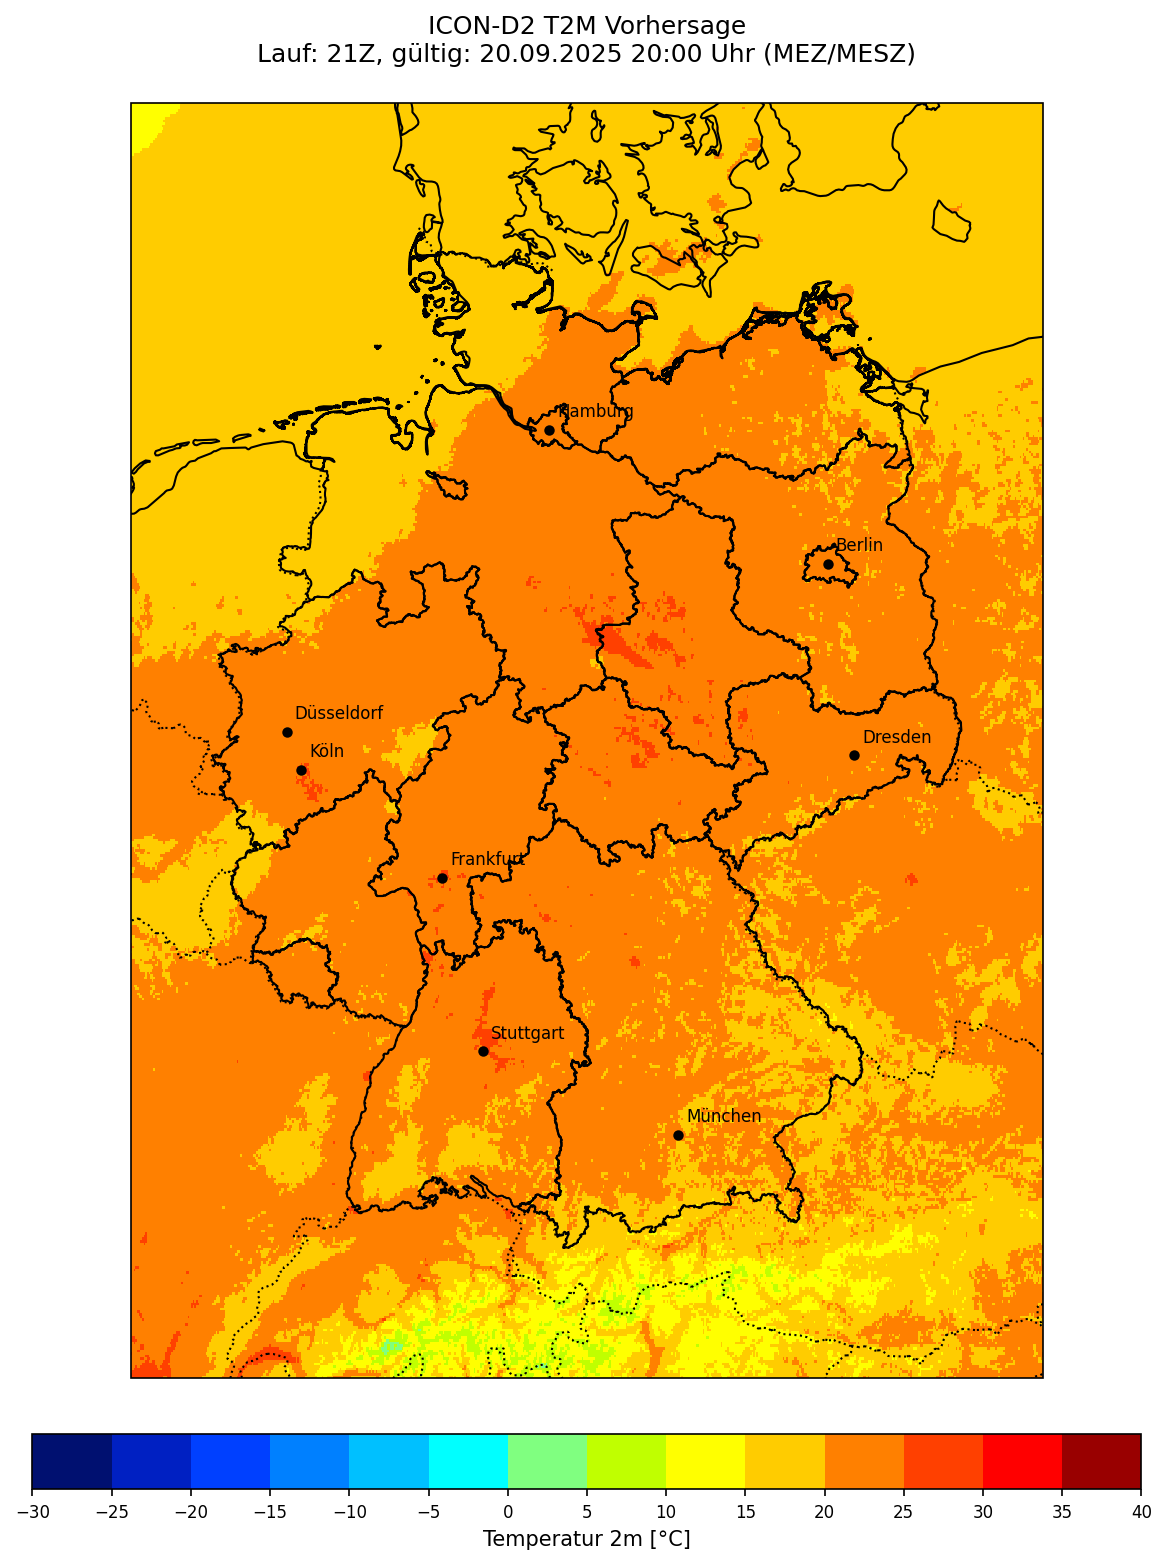 ICON-D2 T2M Vorhersage
Lauf: 21Z, gültig: 20.09.2025 20:00 Uhr (MEZ/MESZ)
Hamburg
Berlin
Düsseldorf
Köln
Dresden
Frankfurt
Stuttgart
München
−30 −25 −20 −15 −10 −5 0 5 10 15 20 25 30 35 40
Temperatur 2m [°C]